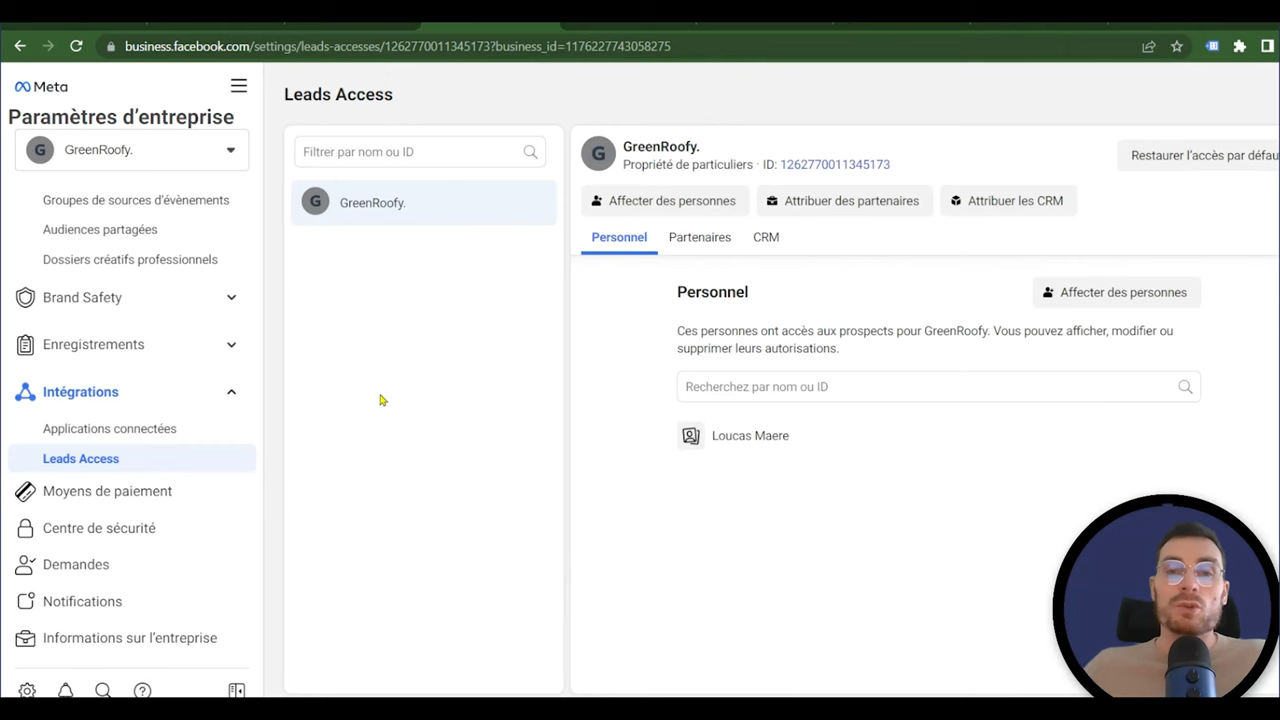 business.facebook.com/settings/leads-accesses/1262770011345173?business_id=1176227743058275
Meta
Paramètres d'entreprise
G
GreenRoofy.
Groupes de sources d'évènements
Audiences partagées
Dossiers créatifs professionnels
Brand Safety
Enregistrements
Intégrations
Applications connectées
Leads Access
Moyens de paiement
Centre de sécurité
Demandes
Notifications
Informations sur l'entreprise
Leads Access
Filtrer par nom ou ID
G
GreenRoofy.
G
GreenRoofy.
Propriété de particuliers · ID: 1262770011345173
Restaurer l'accès par défau
Affecter des personnes
Attribuer des partenaires
Attribuer les CRM
Personnel
Partenaires
CRM
Personnel
Affecter des personnes
Ces personnes ont accès aux prospects pour GreenRoofy. Vous pouvez afficher, modifier ou
supprimer leurs autorisations.
Recherchez par nom ou ID
Loucas Maere